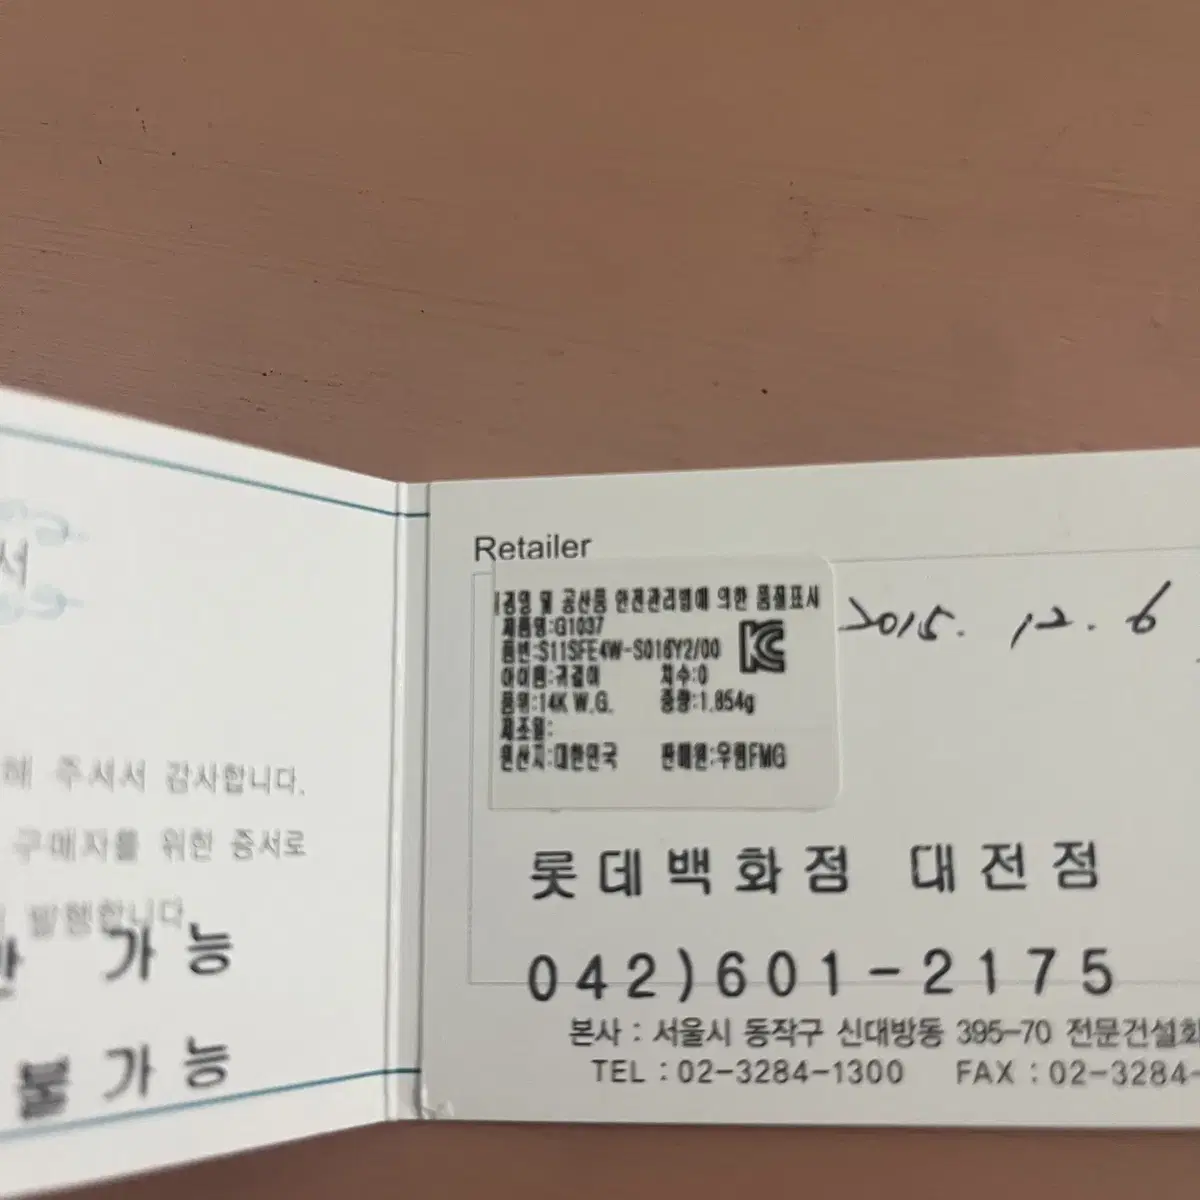 서
해 주셔서 감사합니다.
구매자를 위한 증서로
발행합니다.
가능
불가능
Retailer
및 공산품 안전관리법에 의한 품질표시
제품명:G1037
품번:S11SFE4W-S016Y2/00
아이템:귀걸이 치수:0
품위:14K W.G. 중량:1.854g
제조일:
원산지:대한민국 판매원:우림FMG
2015. 12. 6
롯데백화점 대전점
042)601-2175
본사 : 서울시 동작구 신대방동 395-70 전문건설회
TEL : 02-3284-1300 FAX : 02-3284-